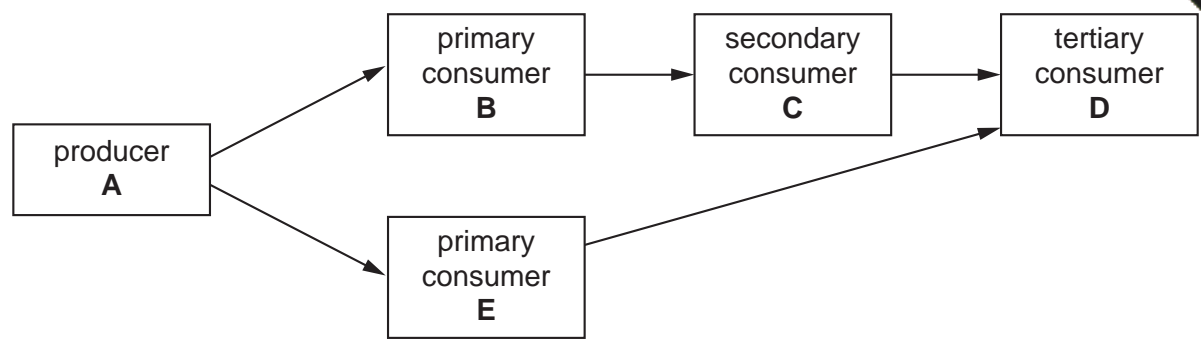 primary
consumer
B
secondary
consumer
C
tertiary
consumer
D
producer
A
primary
consumer
E